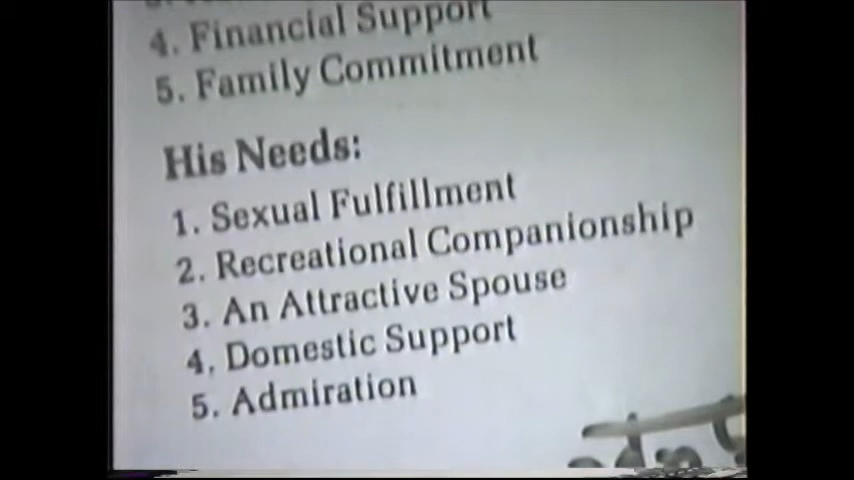 4. Financial Support
5. Family Commitment
His Needs:
1. Sexual Fulfillment
2. Recreational Companionship
3. An Attractive Spouse
4. Domestic Support
5. Admiration